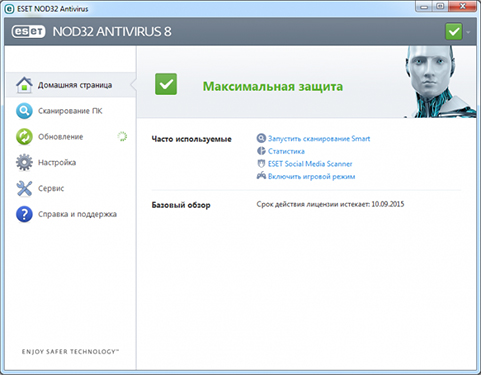 ESET NOD32 Antivirus
eset NOD32 ANTIVIRUS 8
Домашняя страница
Сканирование ПК
Обновление
Настройка
Сервис
Справка и поддержка
Максимальная защита
Часто используемые
Запустить сканирование Smart
Статистика
ESET Social Media Scanner
Включить игровой режим
Базовый обзор
Срок действия лицензии истекает: 10.09.2015
ENJOY SAFER TECHNOLOGY™